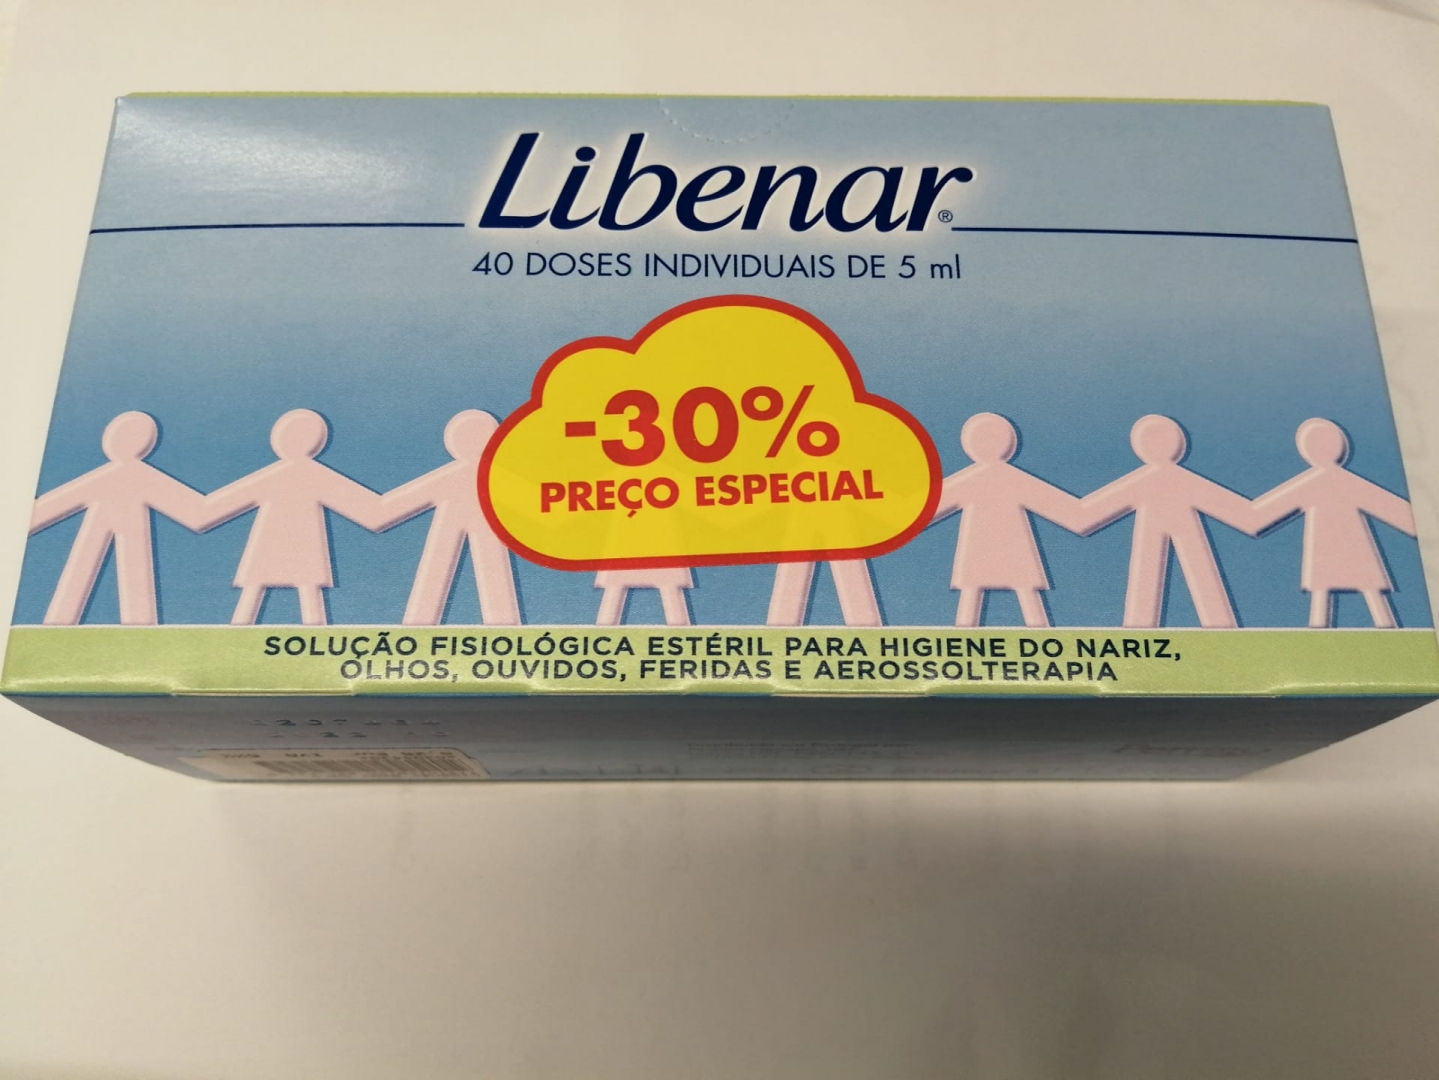 Libenar®
40 DOSES INDIVIDUAIS DE 5 ml
-30%
PREÇO ESPECIAL
SOLUÇÃO FISIOLÓGICA ESTÉRIL PARA HIGIENE DO NARIZ,
OLHOS, OUVIDOS, FERIDAS E AEROSSOLTERAPIA